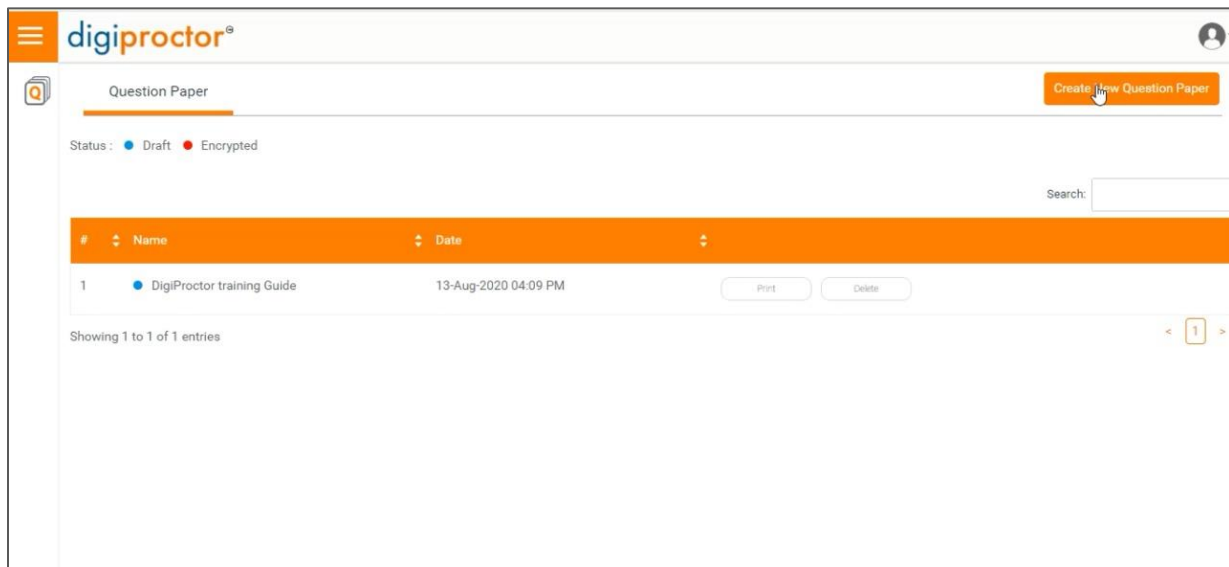 digiproctor®
Q
Question Paper
Create New Question Paper
Status : Draft Encrypted
Search:
# Name Date
1 DigiProctor training Guide 13-Aug-2020 04:09 PM Print Delete
Showing 1 to 1 of 1 entries
< 1 >